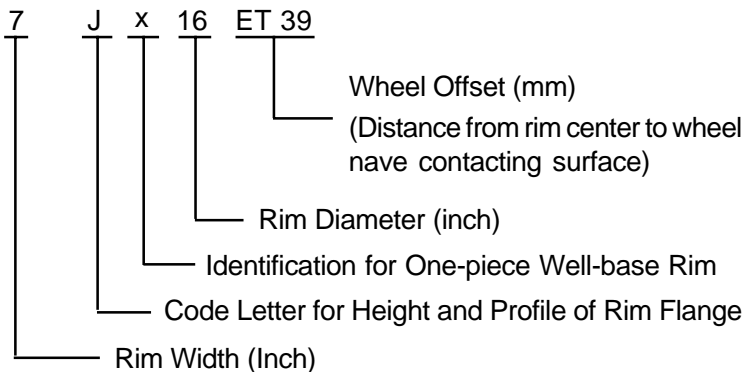 7 J x 16 ET 39
Wheel Offset (mm)
(Distance from rim center to wheel
nave contacting surface)
Rim Diameter (inch)
Identification for One-piece Well-base Rim
Code Letter for Height and Profile of Rim Flange
Rim Width (Inch)